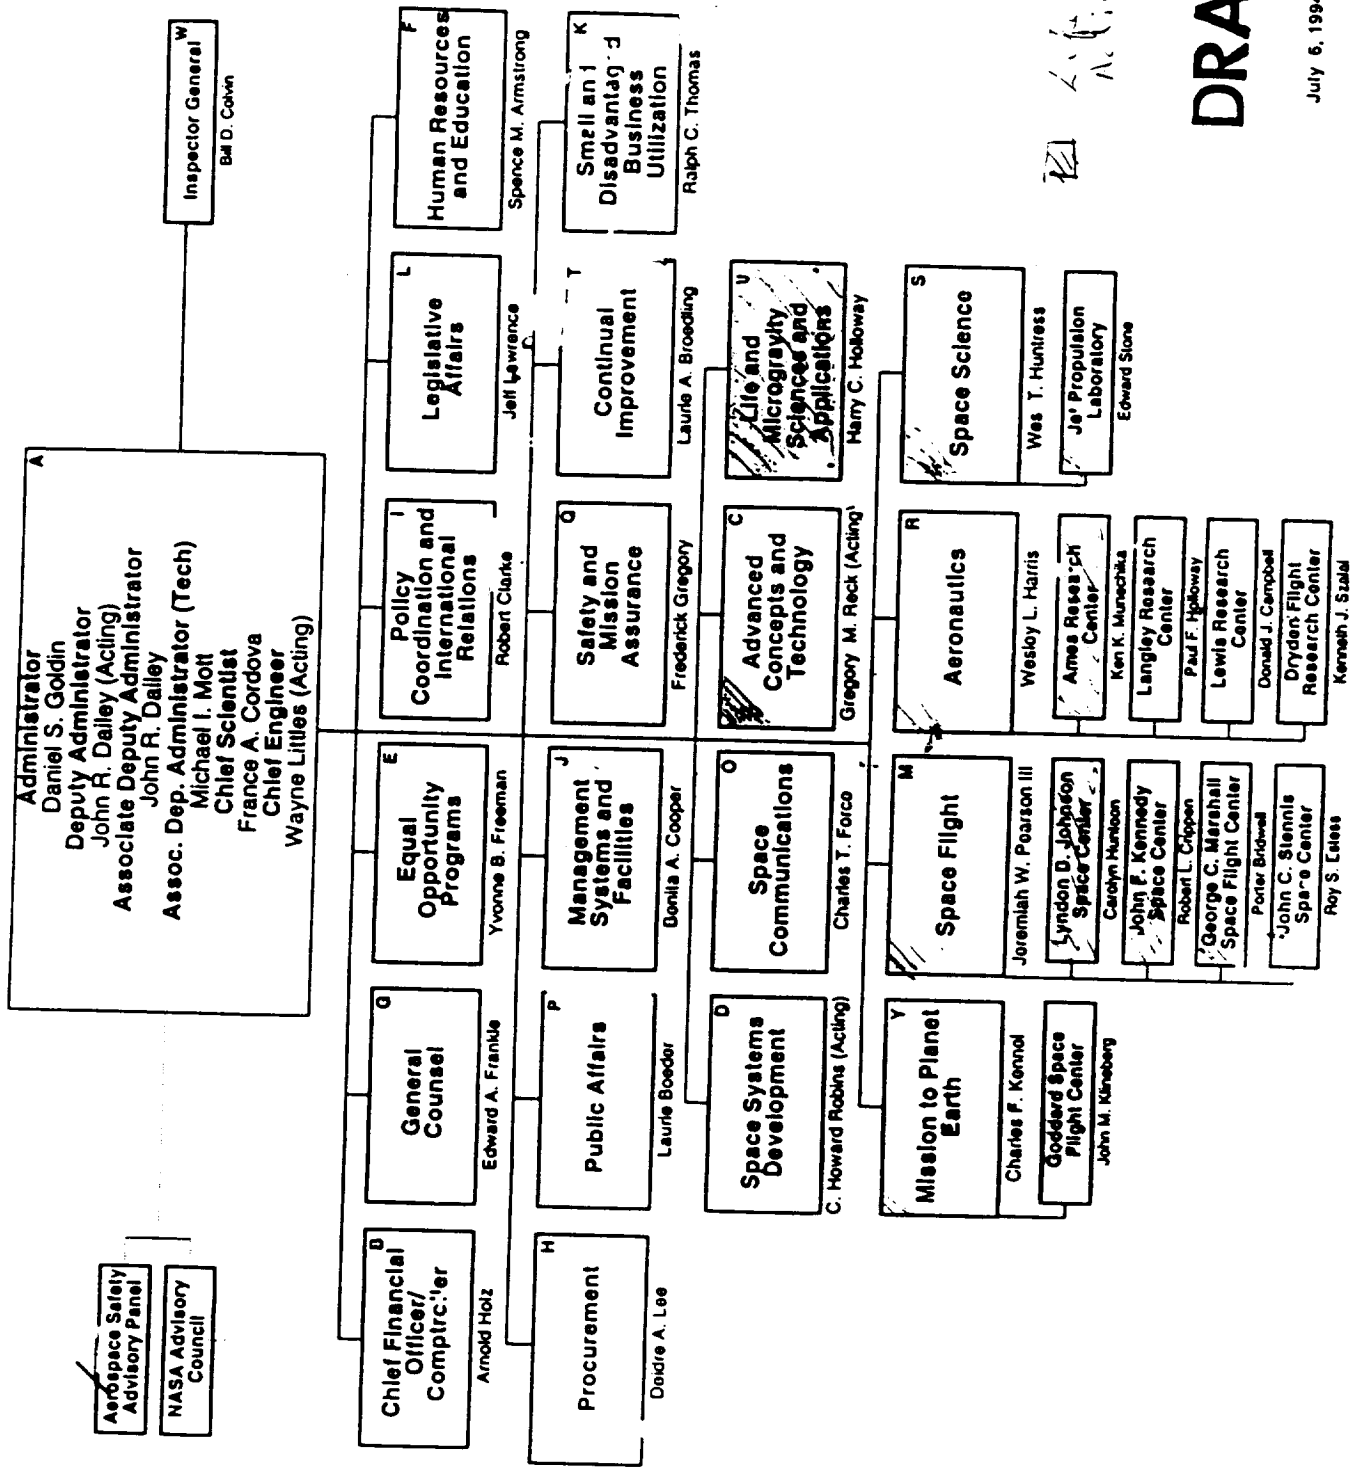 Administrator
Daniel S. Goldin
Deputy Administrator
John R. Dailey (Acting)
Associate Deputy Administrator
John R. Dailey
Assoc. Dep. Administrator (Tech)
Michael I. Mott
Chief Scientist
France A. Cordova
Chief Engineer
Wayne Littles (Acting)
A
Aerospace Safety
Advisory Panel
NASA Advisory
Council
Inspector General
W
Bill D. Colvin
Chief Financial
Officer/
B
Arnold Holz
General
Counsel
G
Edward A. Frankle
Equal
Opportunity
Programs
E
Yvonne B. Freeman
Policy
Coordination and
International
Relations
I
Robert Clarke
Legislative
Affairs
L
Jeff Lawrence
Human Resources
and Education
F
Spence M. Armstrong
Procurement
H
Deidre A. Lee
Public Affairs
P
Laurie Boeder
Management
Systems and
Facilities
J
Benita A. Cooper
Safety and
Mission
Assurance
Q
Frederick Gregory
Continual
Improvement
T
Laurie A. Broedling
Small and
Disadvantaged
Business
Utilization
K
Ralph C. Thomas
Space Systems
Development
D
C. Howard Robins (Acting)
Space
Communications
O
Charles T. Force
Advanced
Concepts and
Technology
C
Gregory M. Reck (Acting)
Life and
Microgravity
Sciences and
Applications
U
Harry C. Holloway
Mission to Planet
Earth
Y
Charles F. Kennel
Goddard Space
Flight Center
John M. Klineberg
Space Flight
M
Jeremiah W. Pearson III
Lyndon D. Johnson
Space Center
Carolyn Huntoon
John F. Kennedy
Space Center
Robert L. Crippen
George C. Marshall
Space Flight Center
Porter Bridwell
John C. Stennis
Space Center
Roy S. Estess
Aeronautics
R
Wesley L. Harris
Ames Research
Center
Ken K. Munechika
Langley Research
Center
Paul F. Holloway
Lewis Research
Center
Donald J. Campbell
Dryden Flight
Research Center
Kenneth J. Szalai
Space Science
S
Wes T. Huntress
Jet Propulsion
Laboratory
Edward Stone
DRA
July 6, 1994